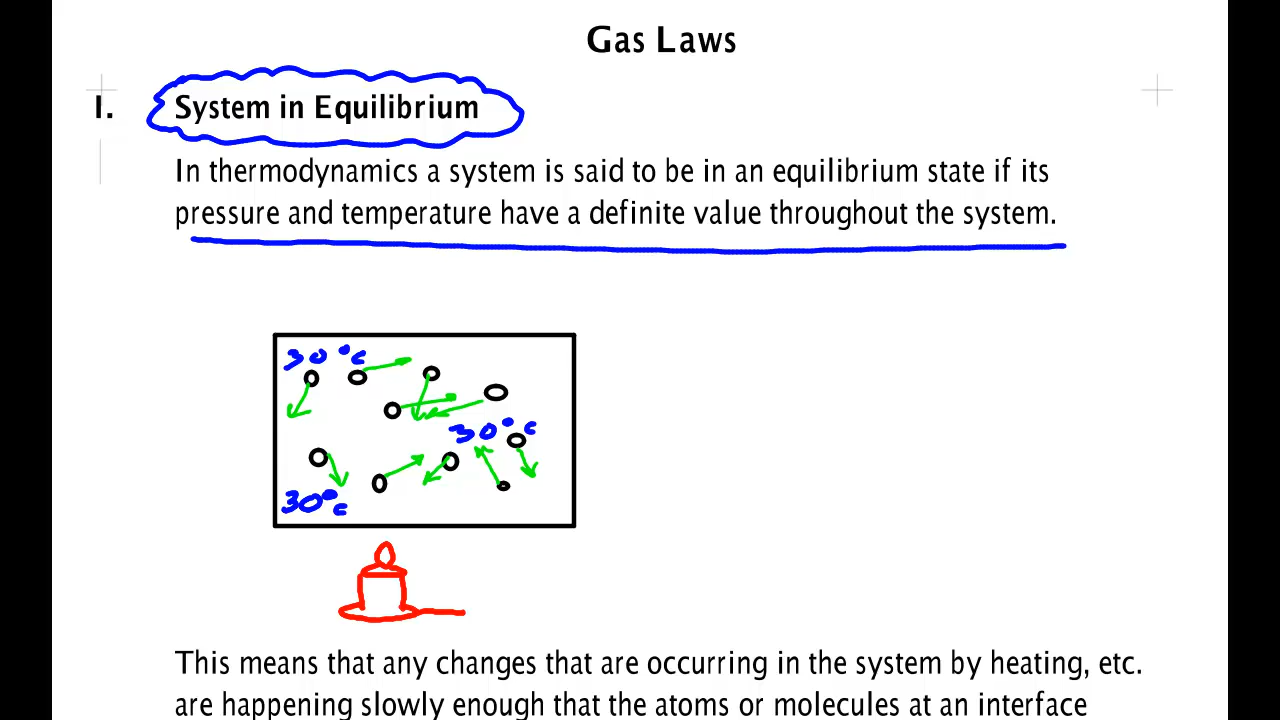 Gas Laws
I. System in Equilibrium
In thermodynamics a system is said to be in an equilibrium state if its
pressure and temperature have a definite value throughout the system.
30°c
30°c
30°c
This means that any changes that are occurring in the system by heating, etc.
are happening slowly enough that the atoms or molecules at an interface